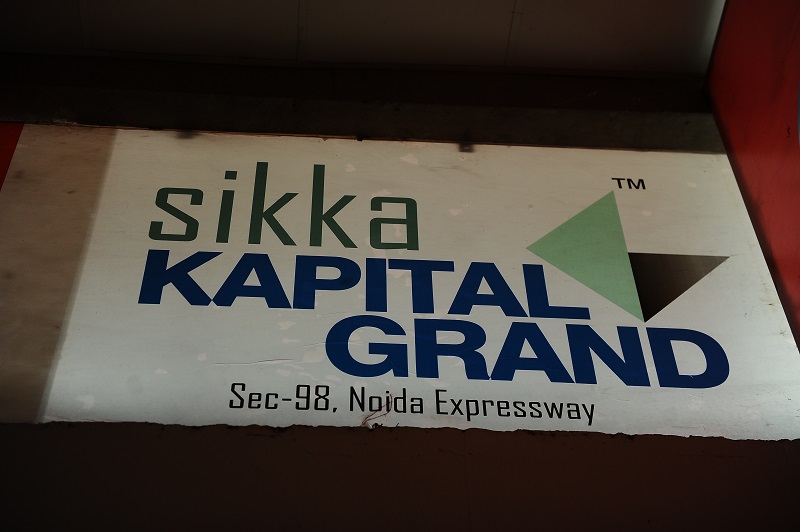 sikka
TM
KAPITAL
GRAND
Sec-98, Noida Expressway